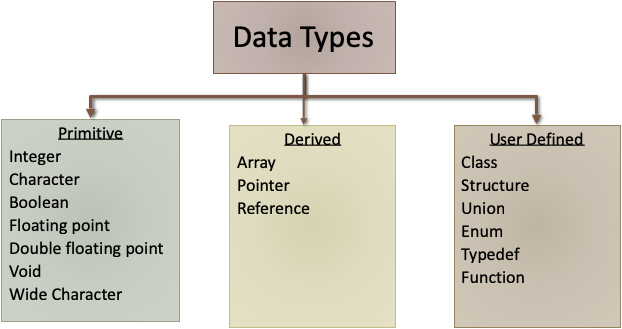 Data Types
Primitive
Integer
Character
Boolean
Floating point
Double floating point
Void
Wide Character
Derived
Array
Pointer
Reference
User Defined
Class
Structure
Union
Enum
Typedef
Function